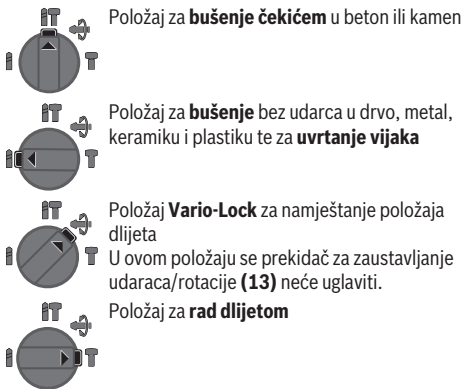 Položaj za bušenje čekićem u beton ili kamen
Položaj za bušenje bez udarca u drvo, metal,
keramiku i plastiku te za uvrtanje vijaka
Položaj Vario-Lock za namještanje položaja
dlijeta
U ovom položaju se prekidač za zaustavljanje
udaraca/rotacije (13) neće uglaviti.
Položaj za rad dlijetom